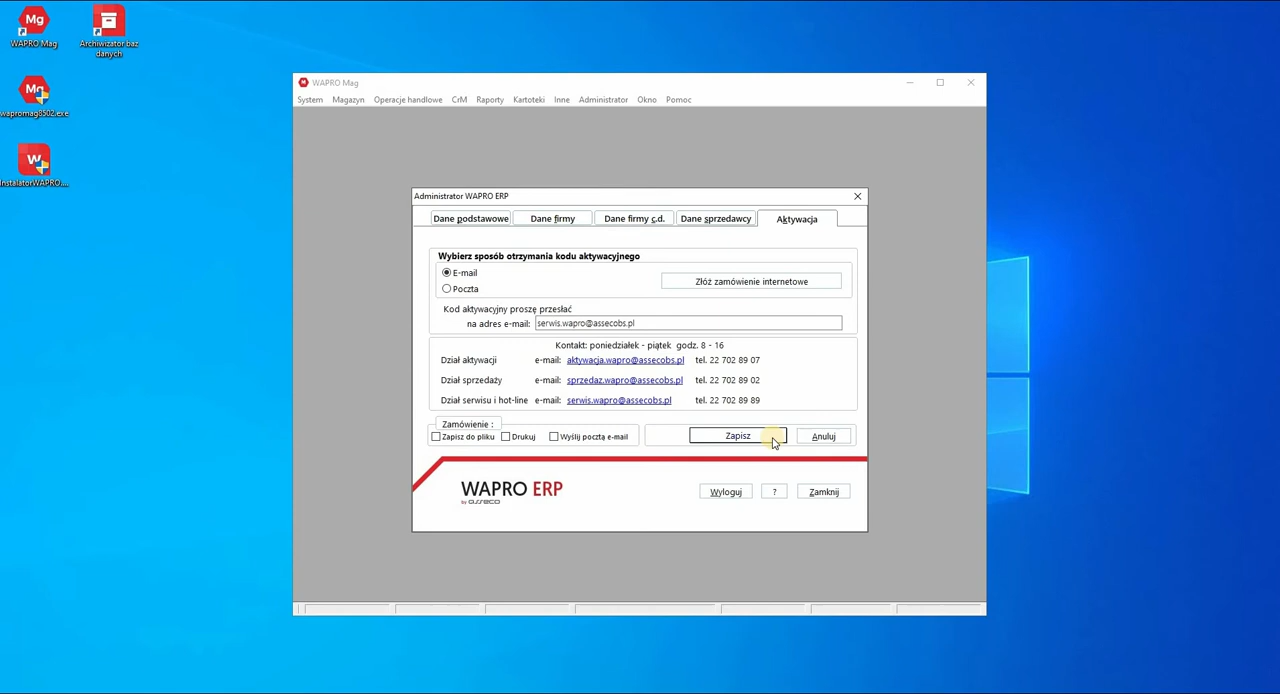 WAPRO Mag
Archiwizator baz
danych
wapromag8502.exe
InstalatorWAPRO....
WAPRO Mag
System Magazyn Operacje handlowe CrM Raporty Kartoteki Inne Administrator Okno Pomoc
Administrator WAPRO ERP
Dane podstawowe Dane firmy Dane firmy c.d. Dane sprzedawcy Aktywacja
Wybierz sposób otrzymania kodu aktywacyjnego
E-mail
Złóż zamówienie internetowe
Poczta
Kod aktywacyjny proszę przesłać
na adres e-mail: serwis.wapro@assecobs.pl
Kontakt: poniedziałek - piątek godz. 8 - 16
Dział aktywacji e-mail: aktywacja.wapro@assecobs.pl tel. 22 702 89 07
Dział sprzedaży e-mail: sprzedaz.wapro@assecobs.pl tel. 22 702 89 02
Dział serwisu i hot-line e-mail: serwis.wapro@assecobs.pl tel. 22 702 89 89
Zamówienie :
Zapisz do pliku Drukuj Wyślij pocztą e-mail Zapisz Anuluj
WAPRO ERP
by asseco
Wyloguj ? Zamknij